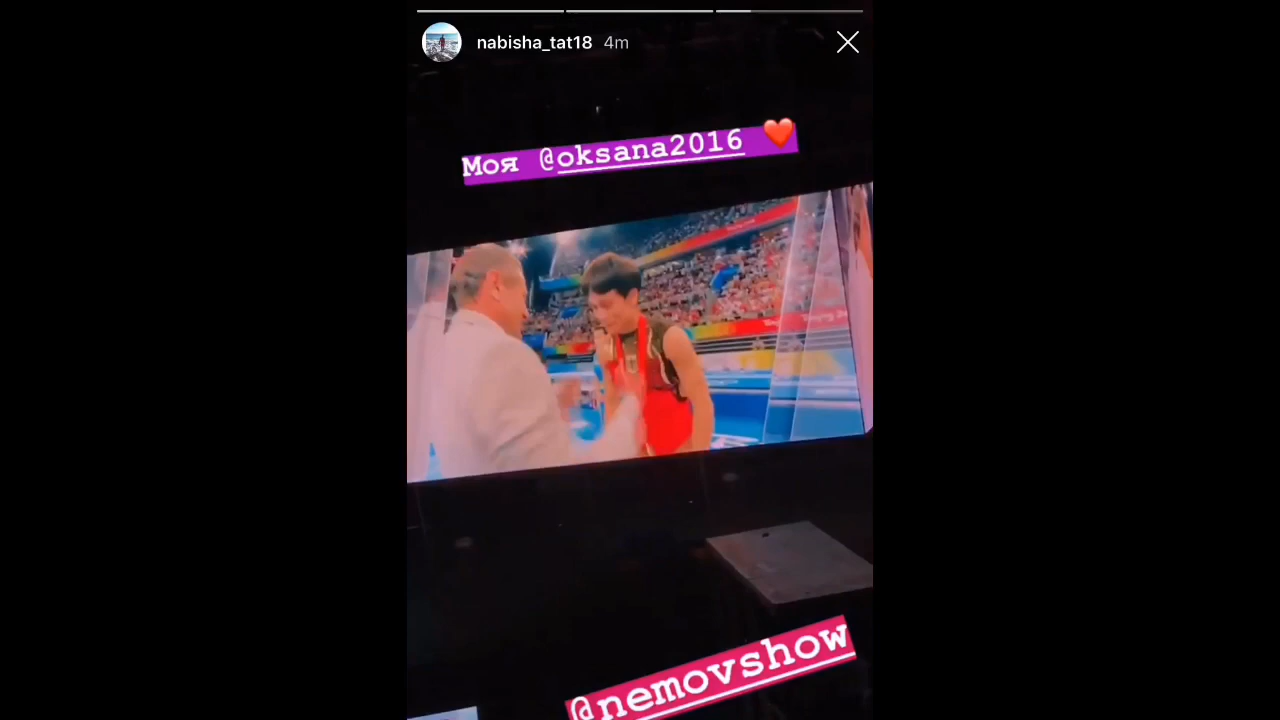 nabisha_tat18 4m
Моя @oksana2016 ❤️
@nemovshow